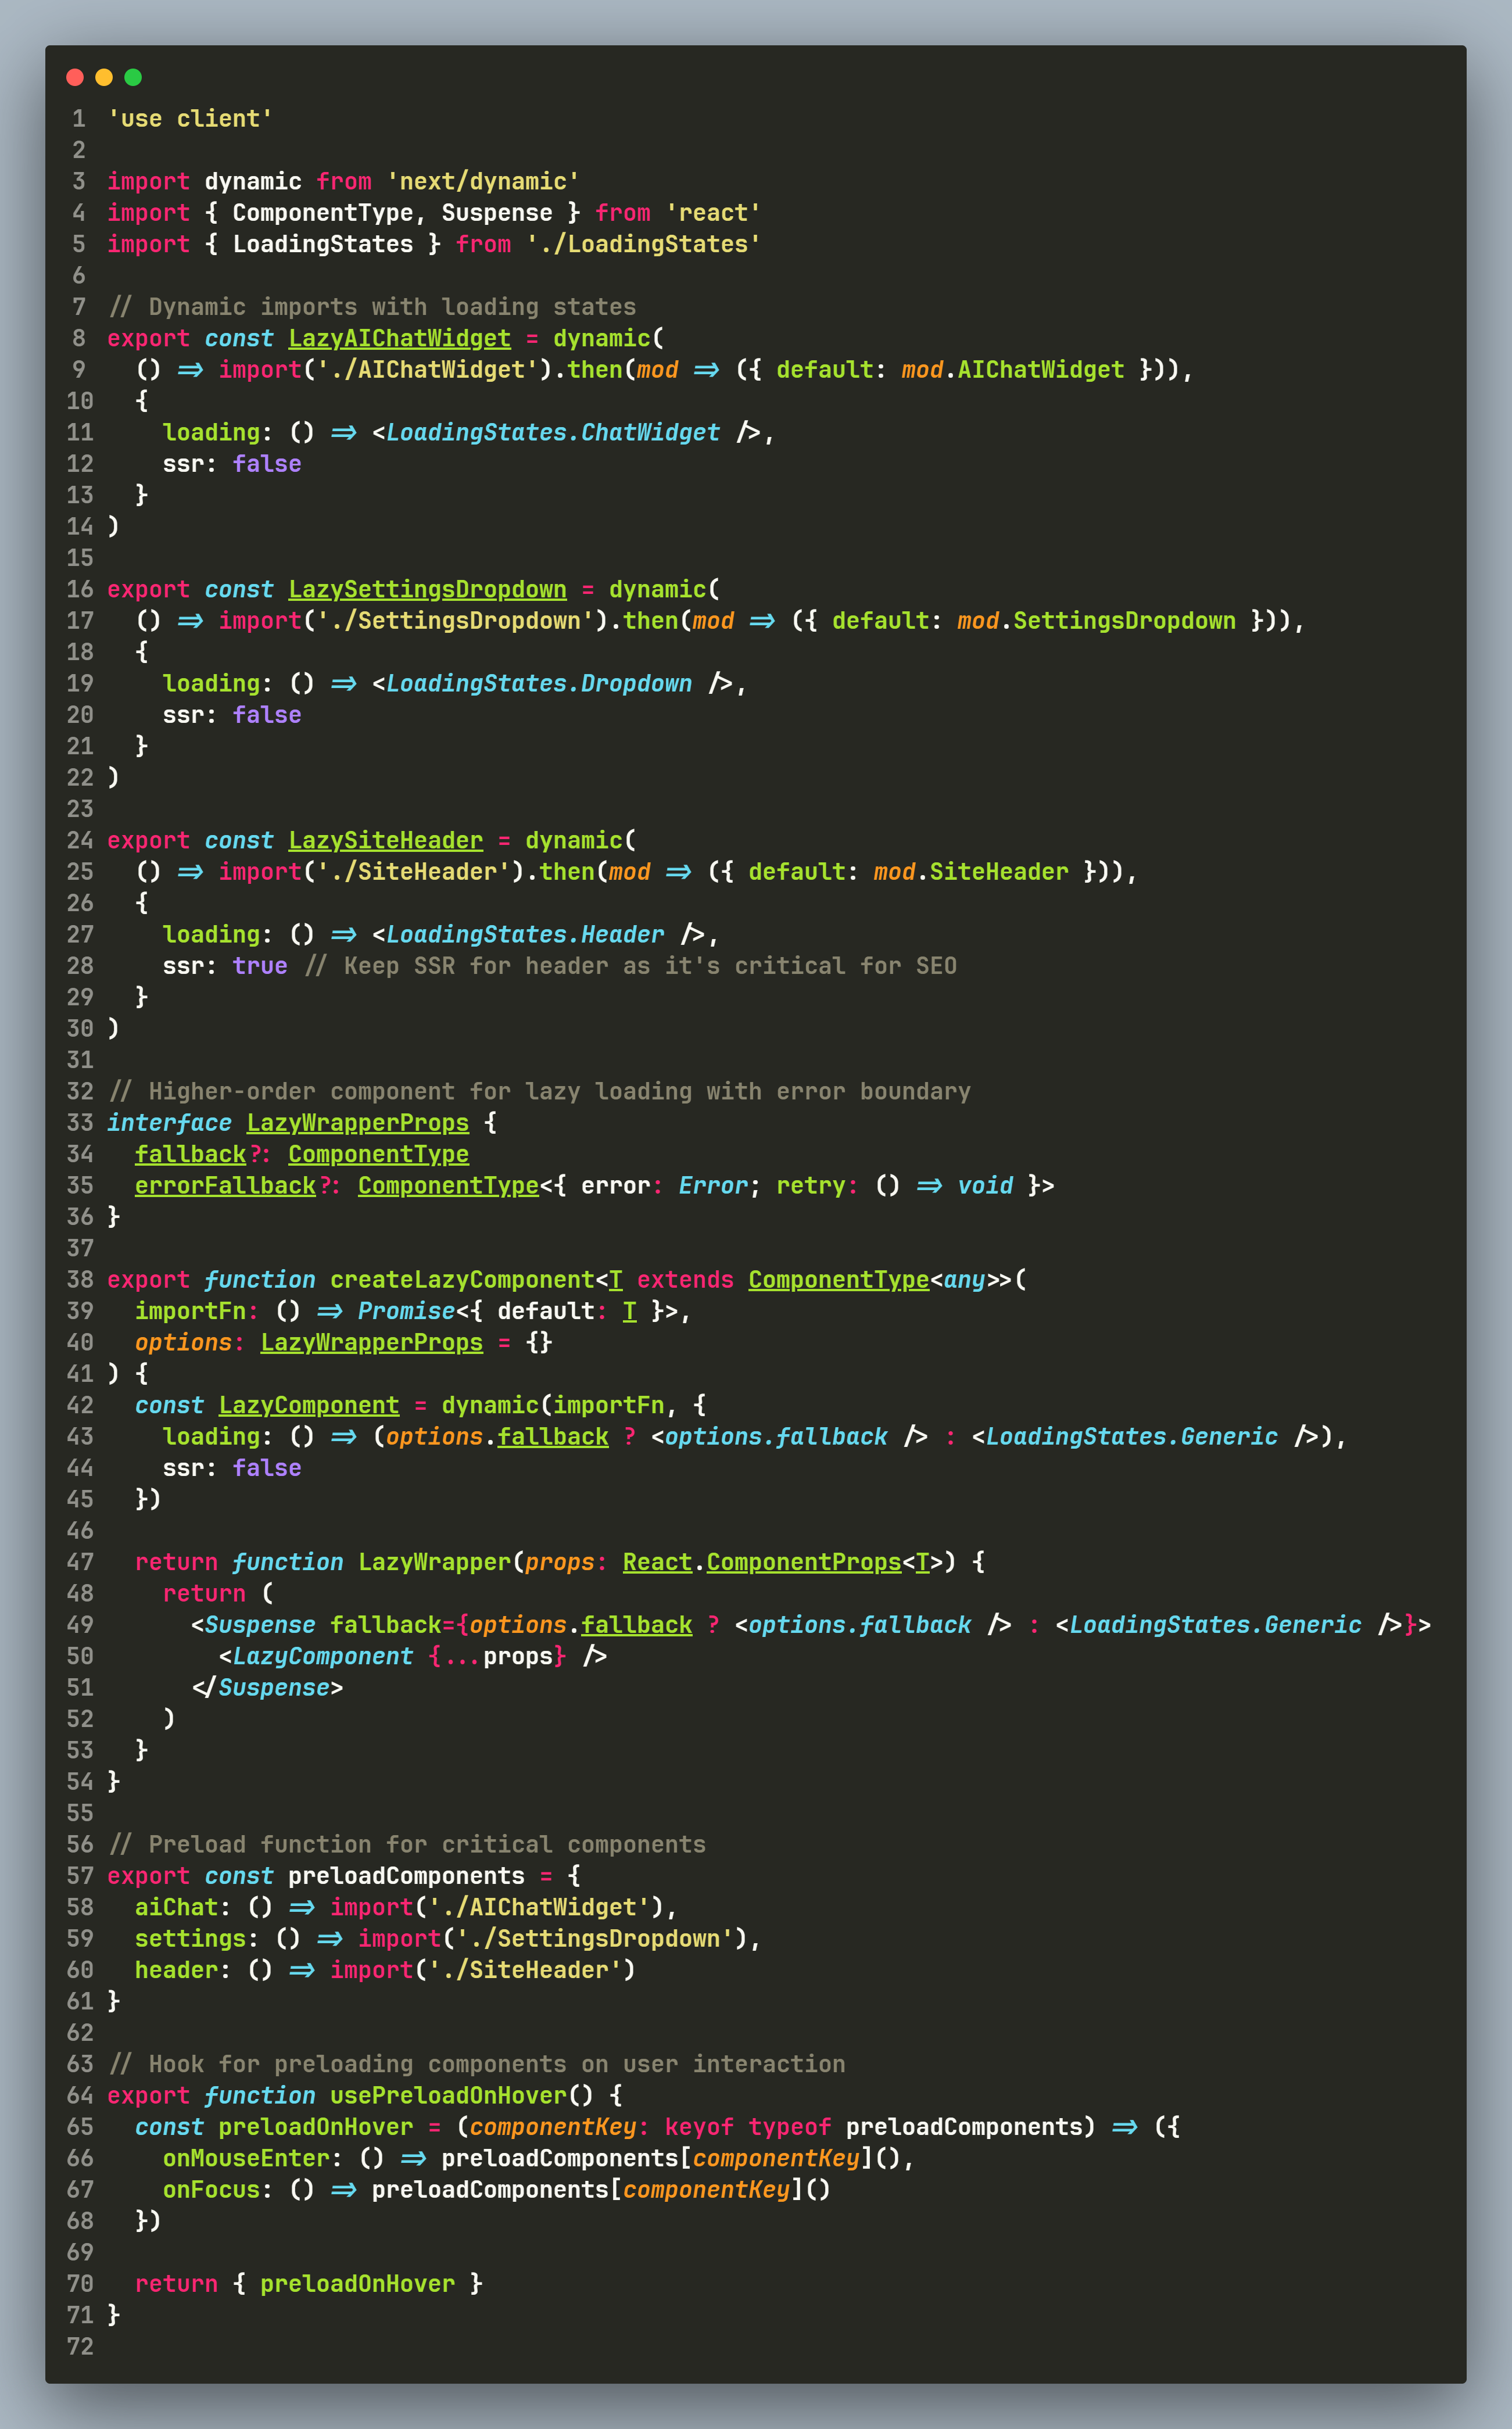 1 'use client'
2
3 import dynamic from 'next/dynamic'
4 import { ComponentType, Suspense } from 'react'
5 import { LoadingStates } from './LoadingStates'
6
7 // Dynamic imports with loading states
8 export const LazyAIChatWidget = dynamic(
9   () => import('./AIChatWidget').then(mod => ({ default: mod.AIChatWidget })),
10   {
11     loading: () => <LoadingStates.ChatWidget />,
12     ssr: false
13   }
14 )
15
16 export const LazySettingsDropdown = dynamic(
17   () => import('./SettingsDropdown').then(mod => ({ default: mod.SettingsDropdown })),
18   {
19     loading: () => <LoadingStates.Dropdown />,
20     ssr: false
21   }
22 )
23
24 export const LazySiteHeader = dynamic(
25   () => import('./SiteHeader').then(mod => ({ default: mod.SiteHeader })),
26   {
27     loading: () => <LoadingStates.Header />,
28     ssr: true // Keep SSR for header as it's critical for SEO
29   }
30 )
31
32 // Higher-order component for lazy loading with error boundary
33 interface LazyWrapperProps {
34   fallback?: ComponentType
35   errorFallback?: ComponentType<{ error: Error; retry: () => void }>
36 }
37
38 export function createLazyComponent<T extends ComponentType<any>>(
39   importFn: () => Promise<{ default: T }>,
40   options: LazyWrapperProps = {}
41 ) {
42   const LazyComponent = dynamic(importFn, {
43     loading: () => (options.fallback ? <options.fallback /> : <LoadingStates.Generic />),
44     ssr: false
45   })
46
47   return function LazyWrapper(props: React.ComponentProps<T>) {
48     return (
49       <Suspense fallback={options.fallback ? <options.fallback /> : <LoadingStates.Generic />}>
50         <LazyComponent {...props} />
51       </Suspense>
52     )
53   }
54 }
55
56 // Preload function for critical components
57 export const preloadComponents = {
58   aiChat: () => import('./AIChatWidget'),
59   settings: () => import('./SettingsDropdown'),
60   header: () => import('./SiteHeader')
61 }
62
63 // Hook for preloading components on user interaction
64 export function usePreloadOnHover() {
65   const preloadOnHover = (componentKey: keyof typeof preloadComponents) => ({
66     onMouseEnter: () => preloadComponents[componentKey](),
67     onFocus: () => preloadComponents[componentKey]()
68   })
69
70   return { preloadOnHover }
71 }
72